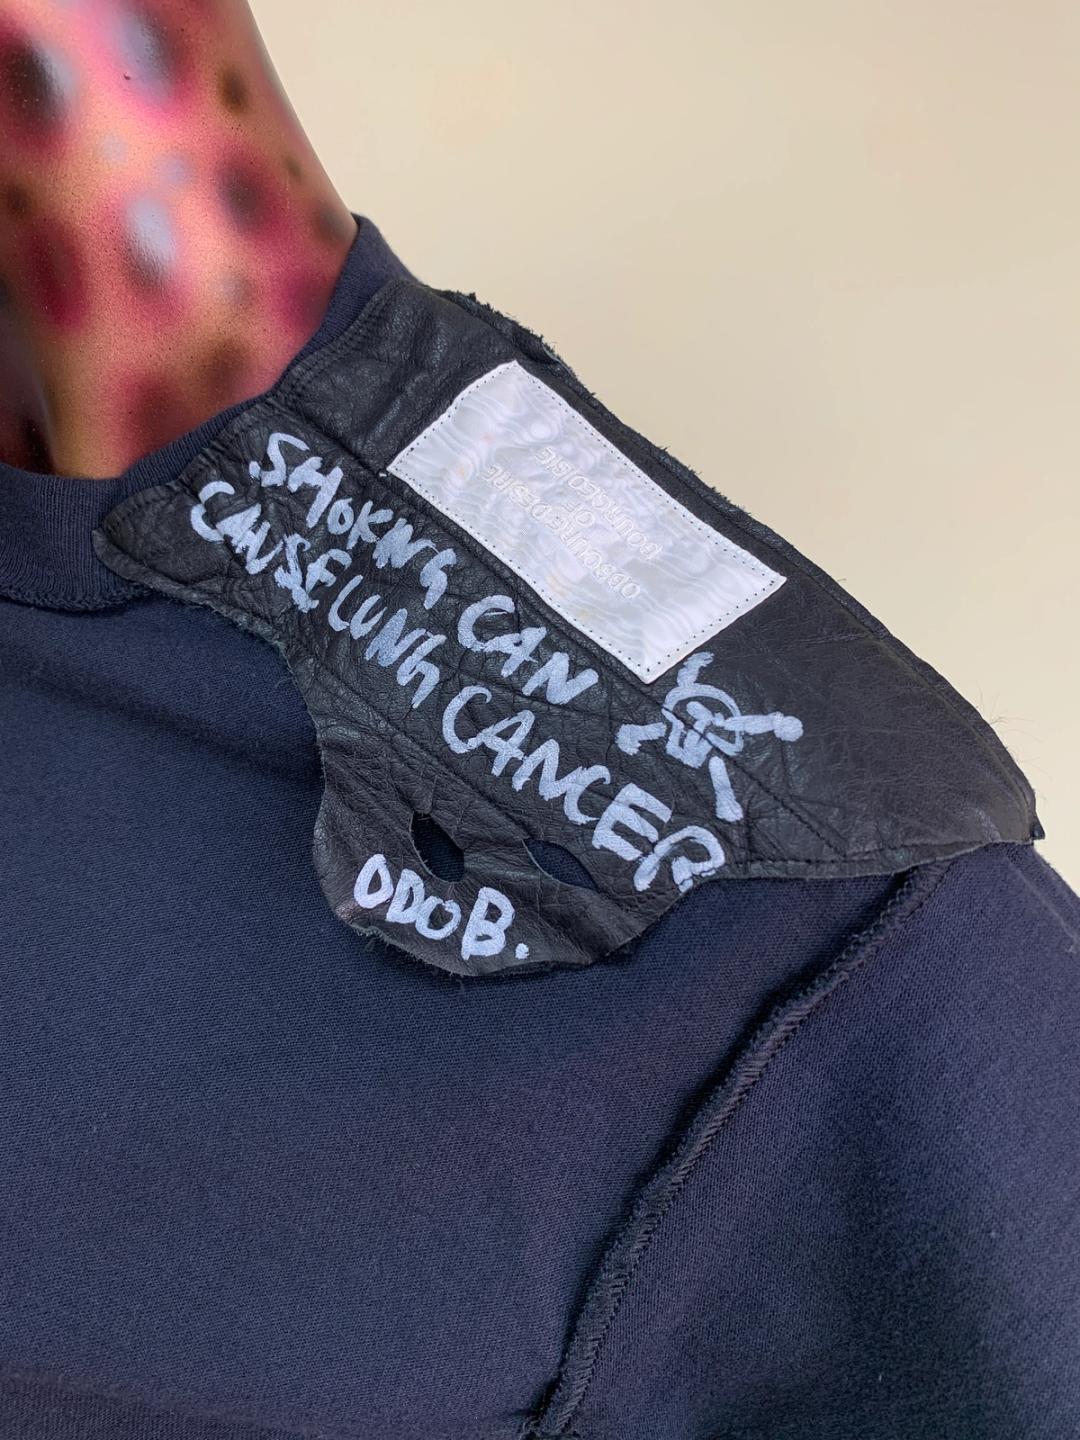 SMOKING CAN
CAUSE LUNG CANCER
ODOB.
OBSCURE DESIRE
OF
BOURGEOISIE